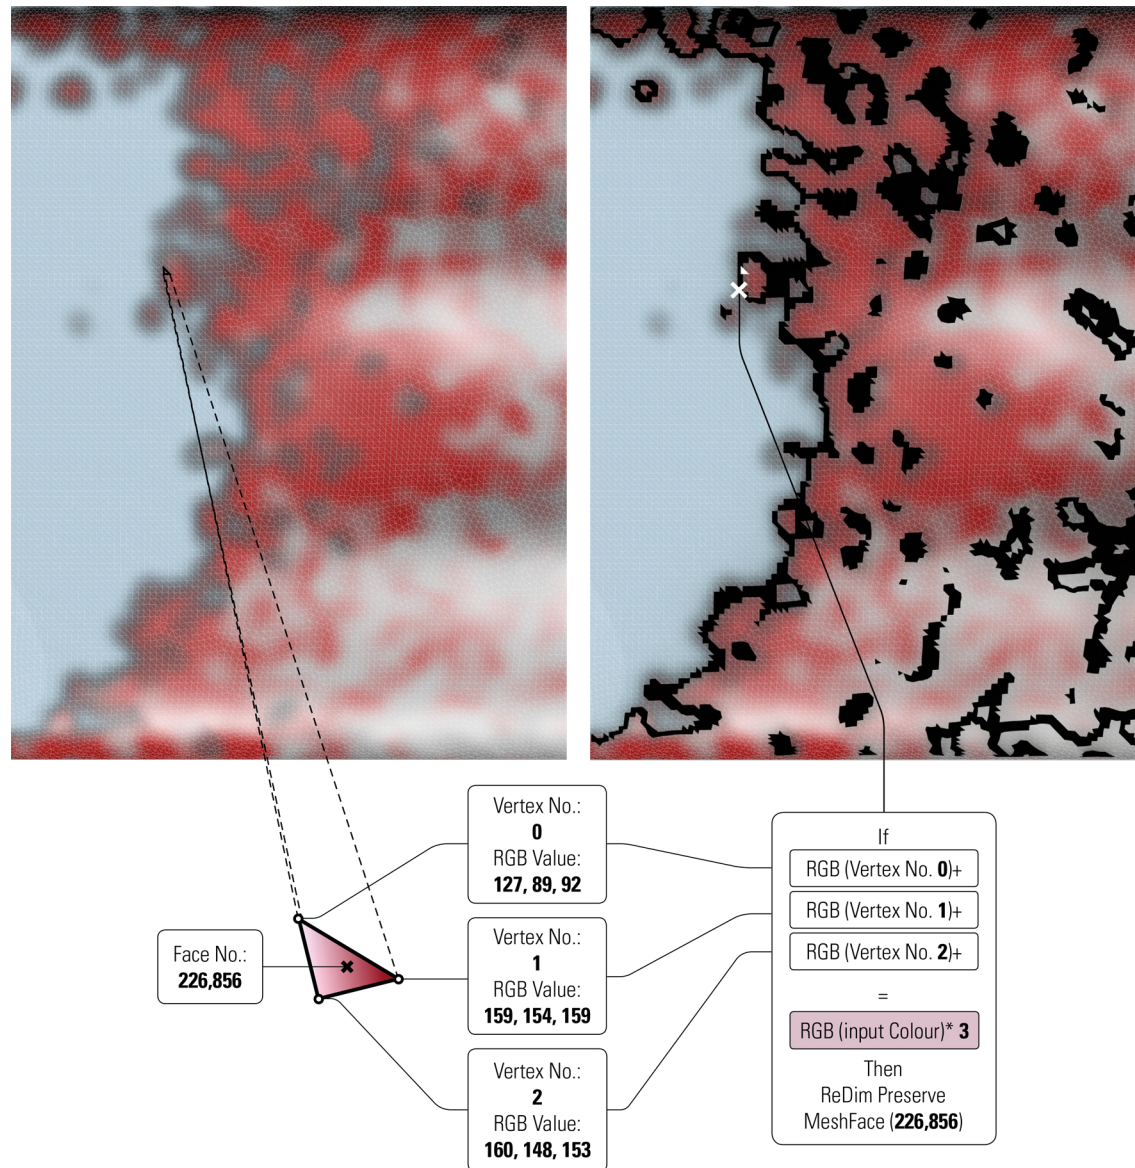 Vertex No.:
0
RGB Value:
127, 89, 92
Face No.:
226,856
Vertex No.:
1
RGB Value:
159, 154, 159
Vertex No.:
2
RGB Value:
160, 148, 153
If
RGB (Vertex No. 0)+
RGB (Vertex No. 1)+
RGB (Vertex No. 2)+
=
RGB (input Colour)* 3
Then
ReDim Preserve
MeshFace (226,856)